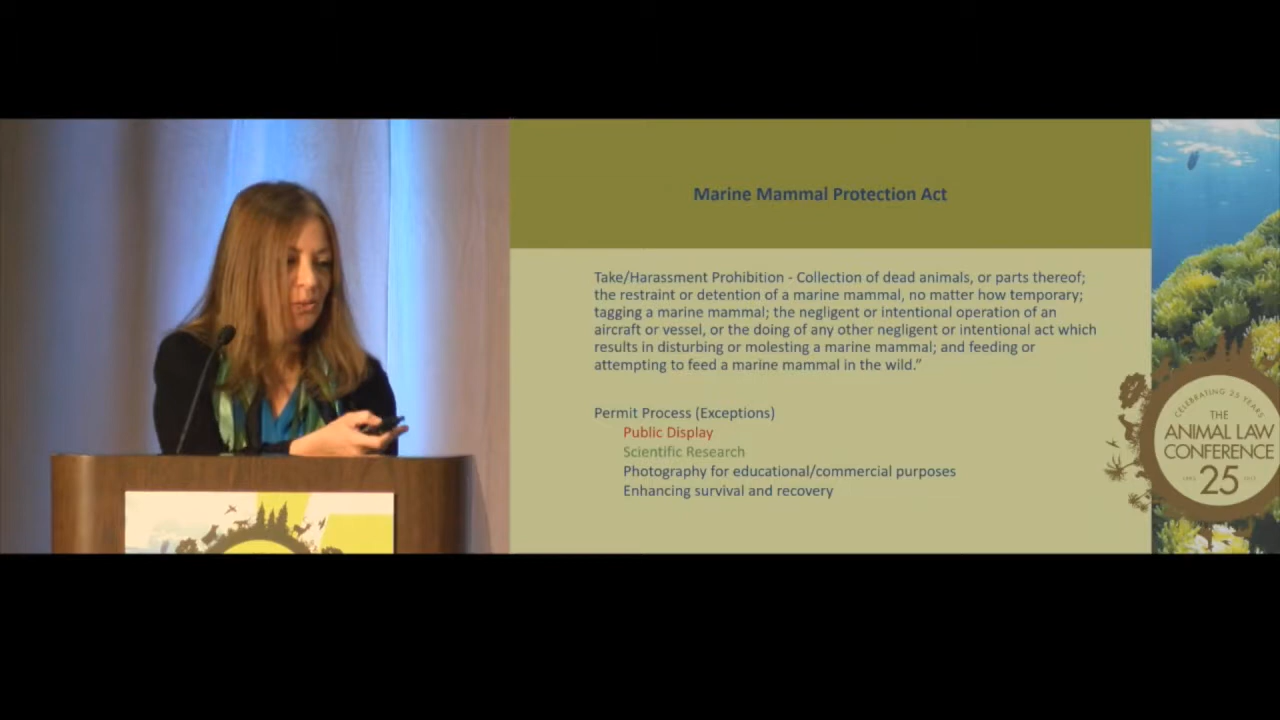 Marine Mammal Protection Act
Take/Harassment Prohibition - Collection of dead animals, or parts thereof;
the restraint or detention of a marine mammal, no matter how temporary;
tagging a marine mammal; the negligent or intentional operation of an
aircraft or vessel, or the doing of any other negligent or intentional act which
results in disturbing or molesting a marine mammal; and feeding or
attempting to feed a marine mammal in the wild.”
Permit Process (Exceptions)
Public Display
Scientific Research
Photography for educational/commercial purposes
Enhancing survival and recovery
CELEBRATING 25 YEARS
THE
ANIMAL LAW
CONFERENCE
25